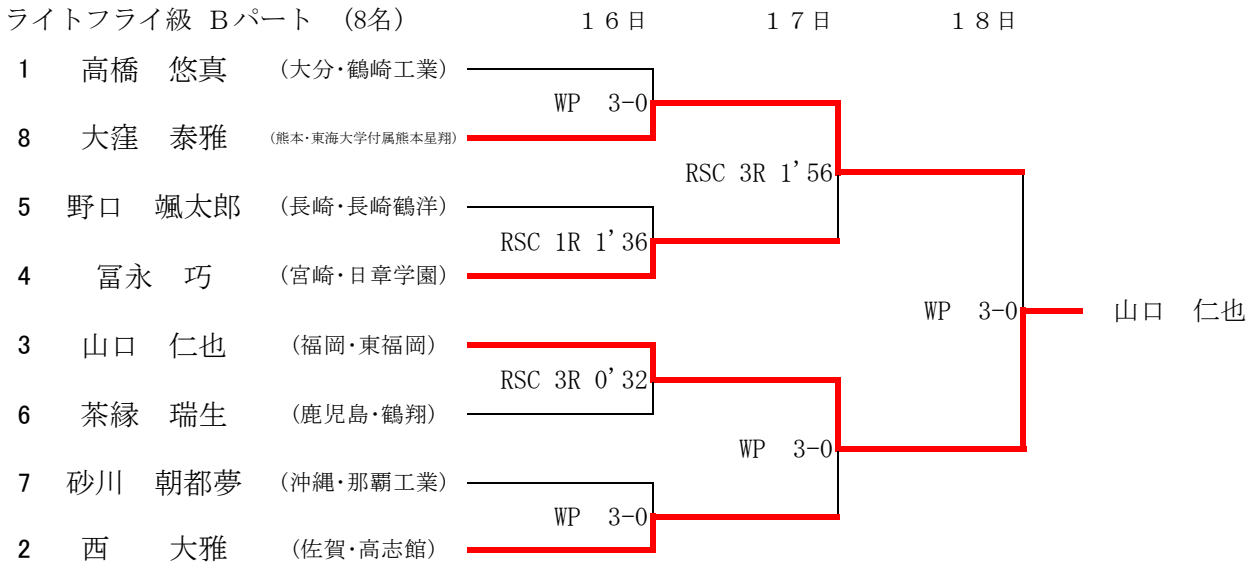 ライトフライ級 Bパート (8名) 16日 17日 18日
1 高橋 悠真 (大分・鶴崎工業)
WP 3-0
8 大窪 泰雅 (熊本・東海大学付属熊本星翔)
RSC 3R 1'56
5 野口 颯太郎 (長崎・長崎鶴洋)
RSC 1R 1'36
4 冨永 巧 (宮崎・日章学園)
WP 3-0 山口 仁也
3 山口 仁也 (福岡・東福岡)
RSC 3R 0'32
6 茶縁 瑞生 (鹿児島・鶴翔)
WP 3-0
7 砂川 朝都夢 (沖縄・那覇工業)
WP 3-0
2 西 大雅 (佐賀・高志館)